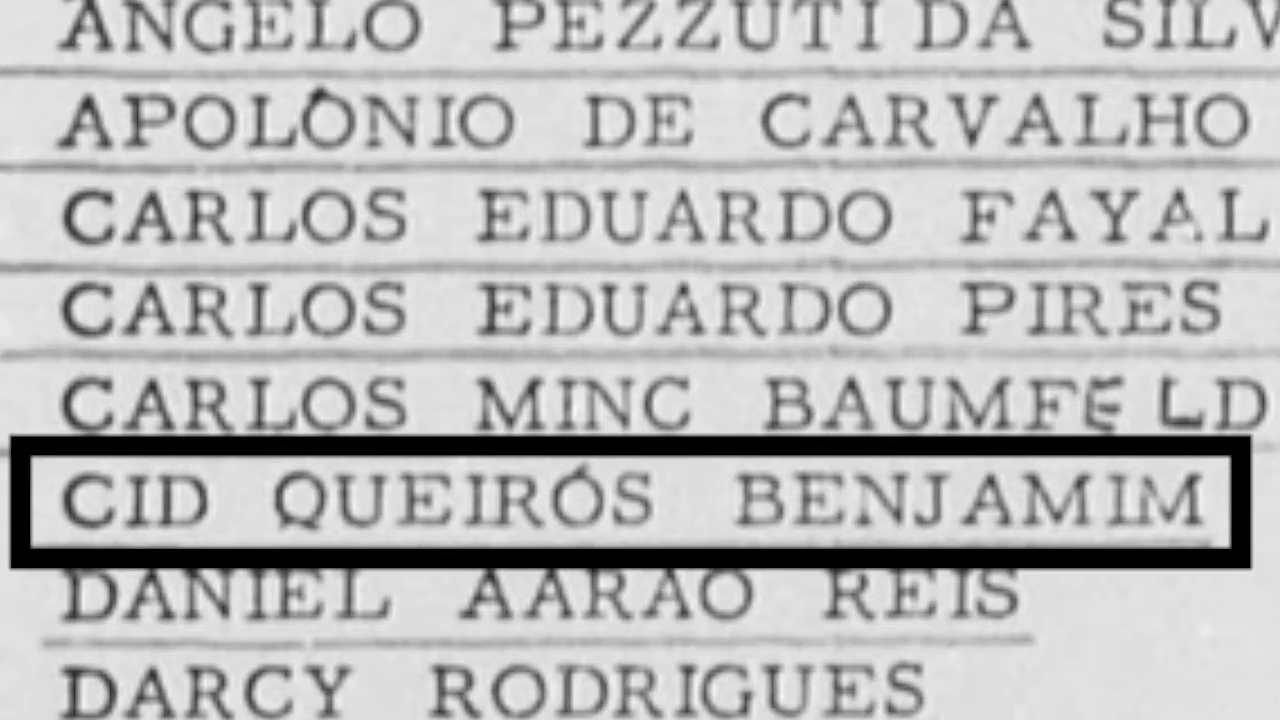 ANGELO PEZZUTI DA SILV
APOLÔNIO DE CARVALHO
CARLOS EDUARDO FAYAL
CARLOS EDUARDO PIRES
CARLOS MINC BAUMFELD
CID QUEIRÓS BENJAMIM
DANIEL AARÃO REIS
DARCY RODRIGUES